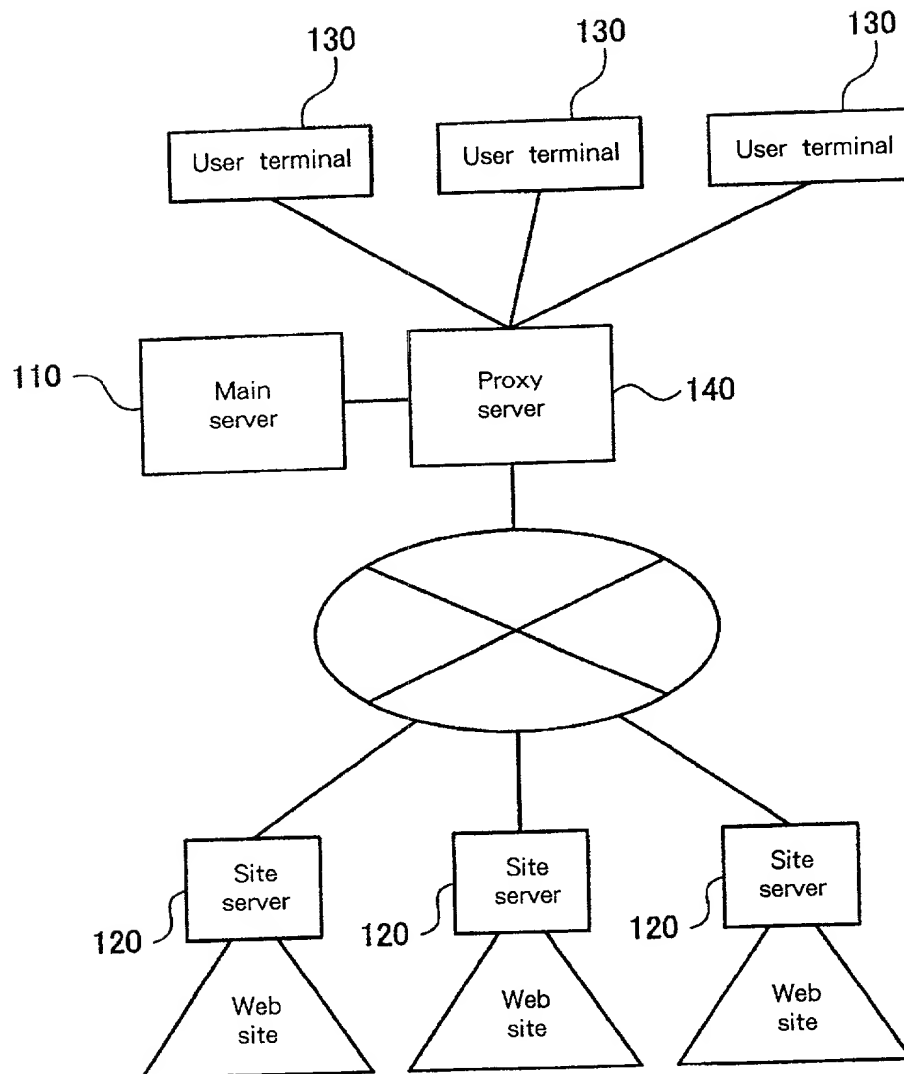 130
130
130
User terminal
User terminal
User terminal
110
Main
server
Proxy
server
140
Site
server
120
Site
server
120
Site
server
120
Web
site
Web
site
Web
site